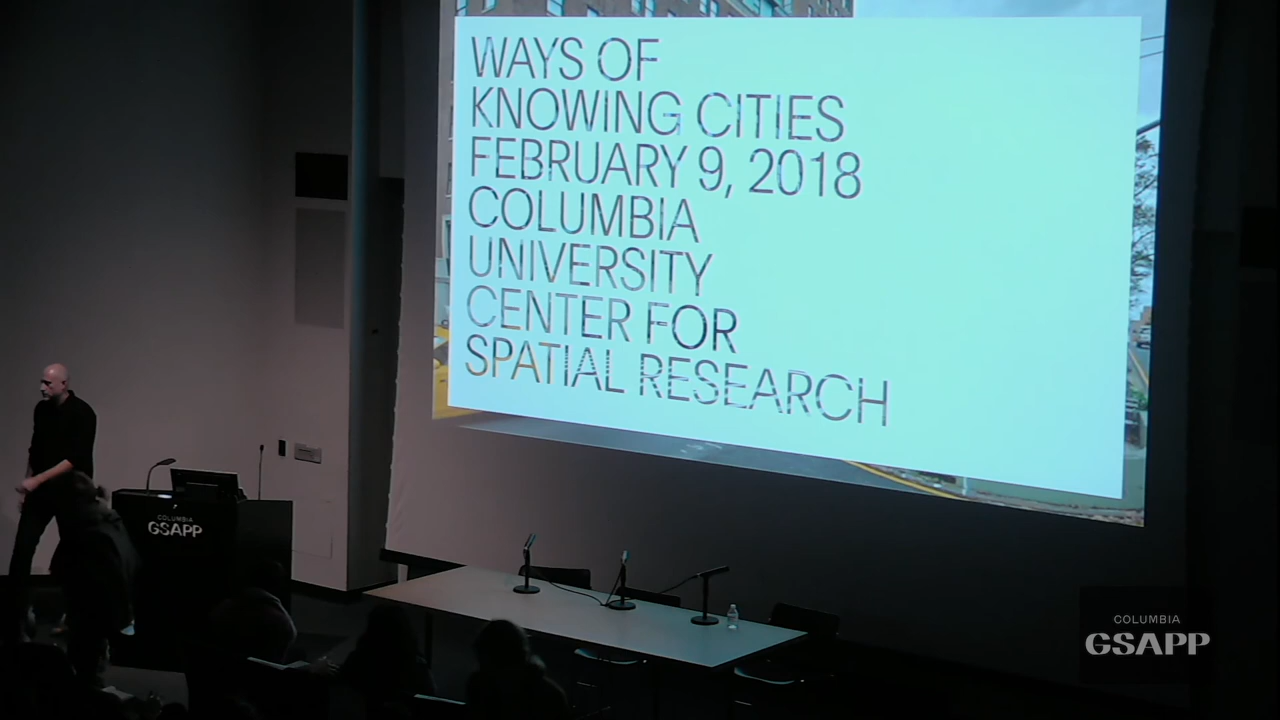 WAYS OF
KNOWING CITIES
FEBRUARY 9, 2018
COLUMBIA
UNIVERSITY
CENTER FOR
SPATIAL RESEARCH
COLUMBIA
GSAPP
COLUMBIA
GSAPP